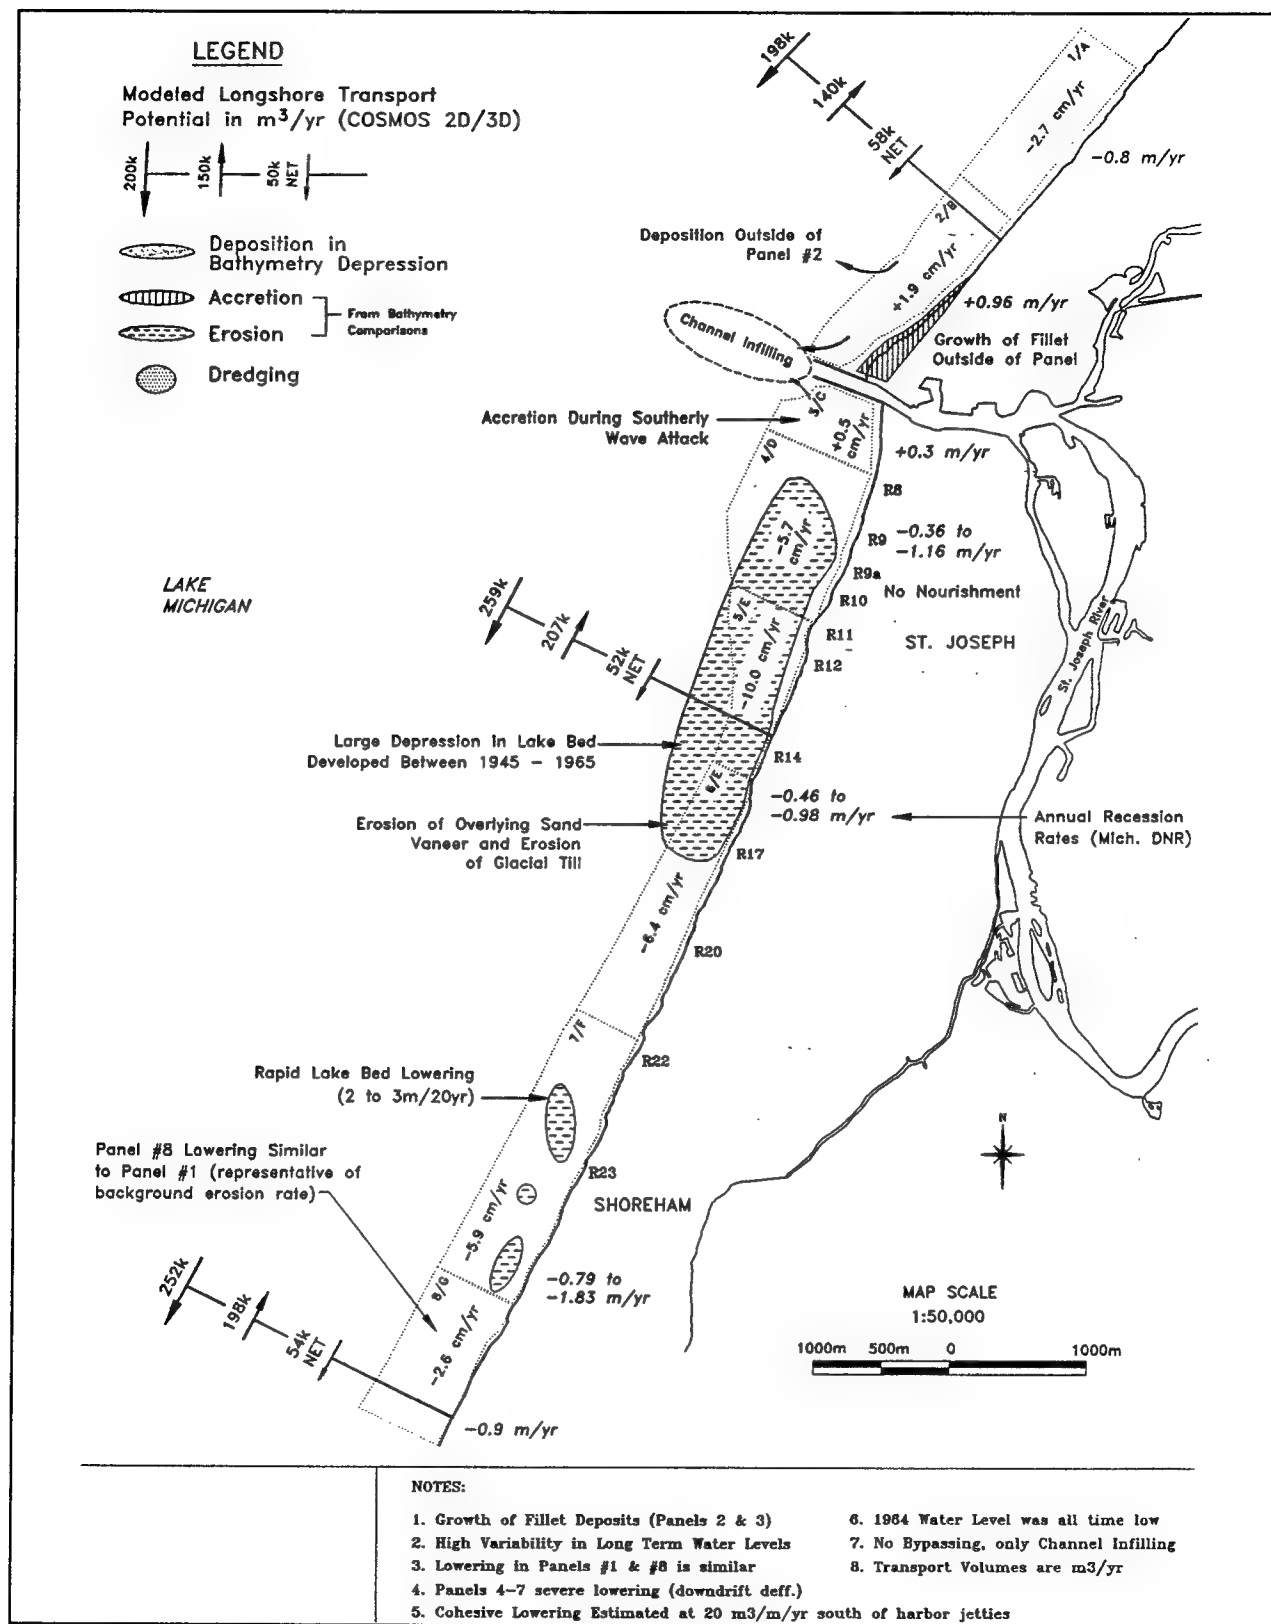 LEGEND
Modeled Longshore Transport
Potential in m³/yr (COSMOS 2D/3D)
200k
150k
50k
NET
Deposition in
Bathymetry Depression
Accretion
Erosion
From Bathymetry
Comparisons
Dredging
198k
140k
58k
NET
1/A
-2.7 cm/yr
-0.8 m/yr
2/B
Deposition Outside of
Panel #2
+1.9 cm/yr
+0.96 m/yr
Growth of Fillet
Outside of Panel
Channel Infilling
3/C
Accretion During Southerly
Wave Attack
+0.5
cm/yr
+0.3 m/yr
4/D
R8
-5.7
cm/yr
R9
-0.36 to
-1.16 m/yr
R9a
No Nourishment
R10
LAKE
MICHIGAN
259k
207k
52k
NET
5/E
R11
ST. JOSEPH
R12
St. Joseph River
-10.0 cm/yr
Large Depression in Lake Bed
Developed Between 1945 – 1965
R14
6/E
-0.46 to
-0.98 m/yr
Annual Recession
Rates (Mich. DNR)
Erosion of Overlying Sand
Vaneer and Erosion
of Glacial Till
R17
-6.4 cm/yr
R20
7/F
R22
Rapid Lake Bed Lowering
(2 to 3m/20yr)
N
Panel #8 Lowering Similar
to Panel #1 (representative of
background erosion rate)
R23
SHOREHAM
-5.9 cm/yr
-0.79 to
-1.83 m/yr
8/G
252k
198k
54k
NET
-2.6 cm/yr
-0.9 m/yr
MAP SCALE
1:50,000
1000m 500m 0 1000m
NOTES:
1. Growth of Fillet Deposits (Panels 2 & 3)
2. High Variability in Long Term Water Levels
3. Lowering in Panels #1 & #8 is similar
4. Panels 4-7 severe lowering (downdrift deff.)
5. Cohesive Lowering Estimated at 20 m3/m/yr south of harbor jetties
6. 1964 Water Level was all time low
7. No Bypassing, only Channel Infilling
8. Transport Volumes are m3/yr